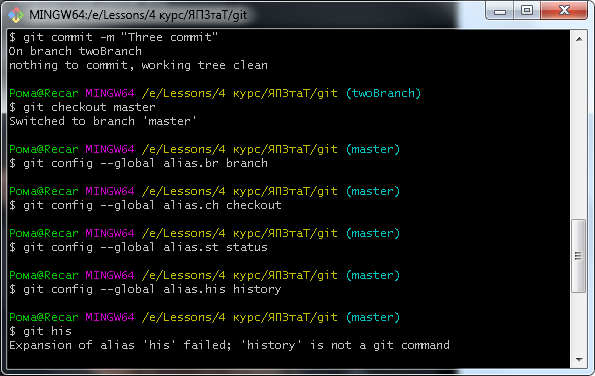 MINGW64:/e/Lessons/4 курс/ЯПЗтаТ/git
$ git commit -m "Three commit"
On branch twoBranch
nothing to commit, working tree clean
Рома@Recar MINGW64 /e/Lessons/4 курс/ЯПЗтаТ/git (twoBranch)
$ git checkout master
Switched to branch 'master'
Рома@Recar MINGW64 /e/Lessons/4 курс/ЯПЗтаТ/git (master)
$ git config --global alias.br branch
Рома@Recar MINGW64 /e/Lessons/4 курс/ЯПЗтаТ/git (master)
$ git config --global alias.ch checkout
Рома@Recar MINGW64 /e/Lessons/4 курс/ЯПЗтаТ/git (master)
$ git config --global alias.st status
Рома@Recar MINGW64 /e/Lessons/4 курс/ЯПЗтаТ/git (master)
$ git config --global alias.his history
Рома@Recar MINGW64 /e/Lessons/4 курс/ЯПЗтаТ/git (master)
$ git his
Expansion of alias 'his' failed; 'history' is not a git command